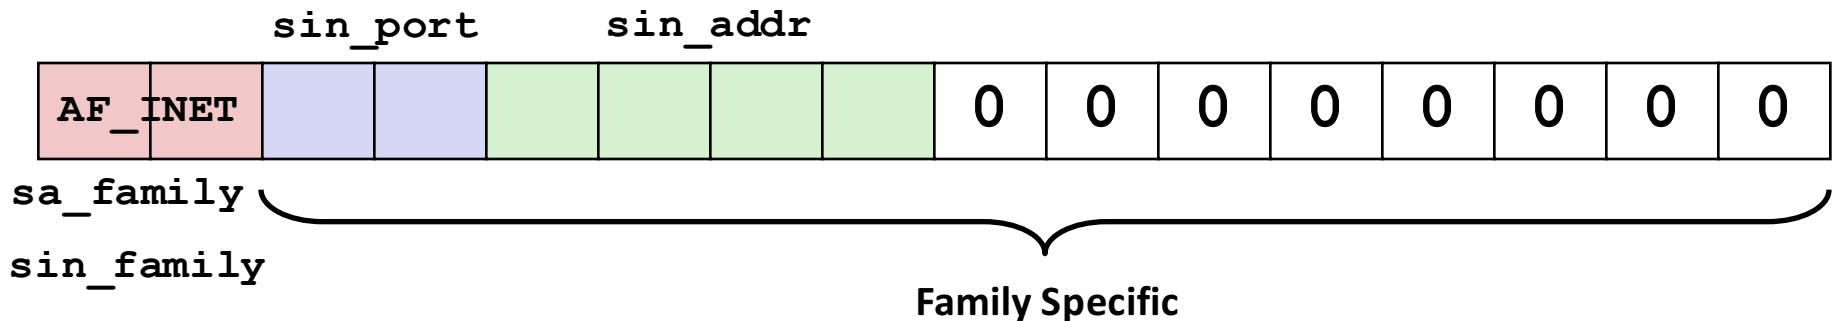 sin_port sin_addr
AF_INET 0 0 0 0 0 0 0 0
sa_family
sin_family
Family Specific